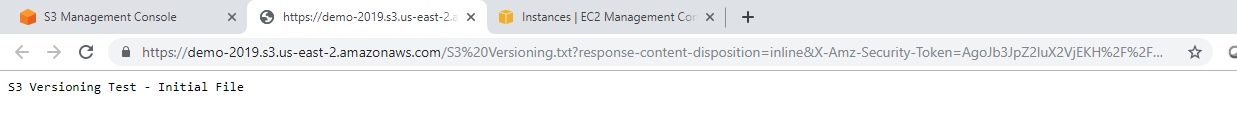 S3 Management Console
https://demo-2019.s3.us-east-2.a
Instances | EC2 Management Con
https://demo-2019.s3.us-east-2.amazonaws.com/S3%20Versioning.txt?response-content-disposition=inline&X-Amz-Security-Token=AgoJb3JpZ2luX2VjEKH%2F%2F...
S3 Versioning Test - Initial File